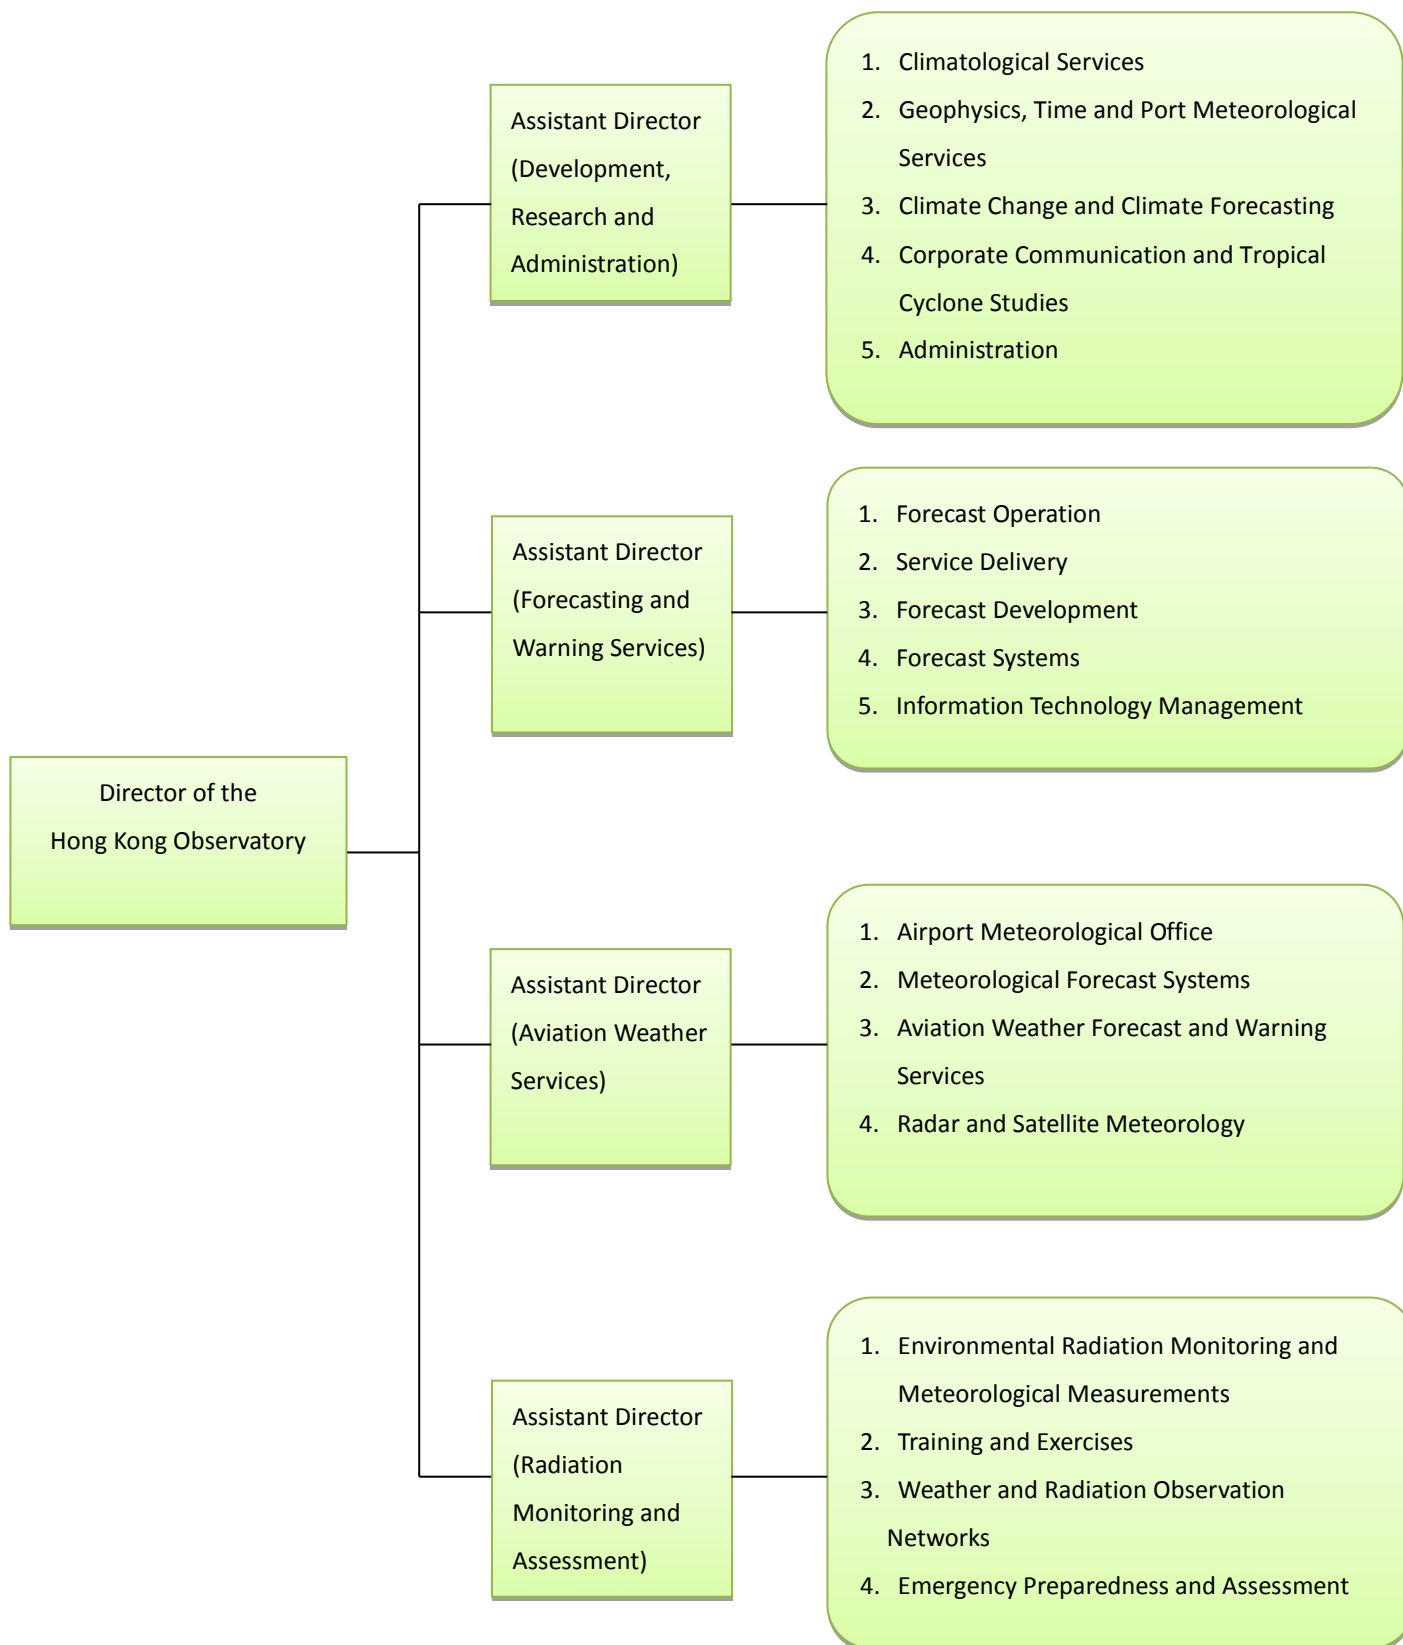 Director of the
Hong Kong Observatory
Assistant Director
(Development,
Research and
Administration)
1. Climatological Services
2. Geophysics, Time and Port Meteorological
Services
3. Climate Change and Climate Forecasting
4. Corporate Communication and Tropical
Cyclone Studies
5. Administration
Assistant Director
(Forecasting and
Warning Services)
1. Forecast Operation
2. Service Delivery
3. Forecast Development
4. Forecast Systems
5. Information Technology Management
Assistant Director
(Aviation Weather
Services)
1. Airport Meteorological Office
2. Meteorological Forecast Systems
3. Aviation Weather Forecast and Warning
Services
4. Radar and Satellite Meteorology
Assistant Director
(Radiation
Monitoring and
Assessment)
1. Environmental Radiation Monitoring and
Meteorological Measurements
2. Training and Exercises
3. Weather and Radiation Observation
Networks
4. Emergency Preparedness and Assessment